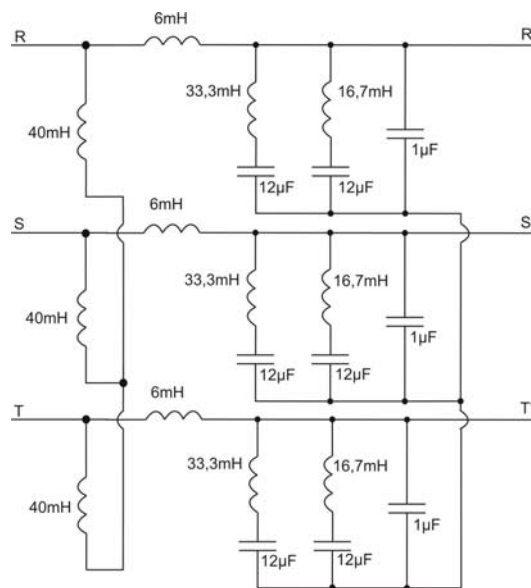 6mH
R R
33,3mH 16,7mH
40mH
12µF 12µF 1µF
6mH
S S
33,3mH 16,7mH
40mH
12µF 12µF 1µF
6mH
T T'
33,3mH 16,7mH
40mH
12µF 12µF 1µF